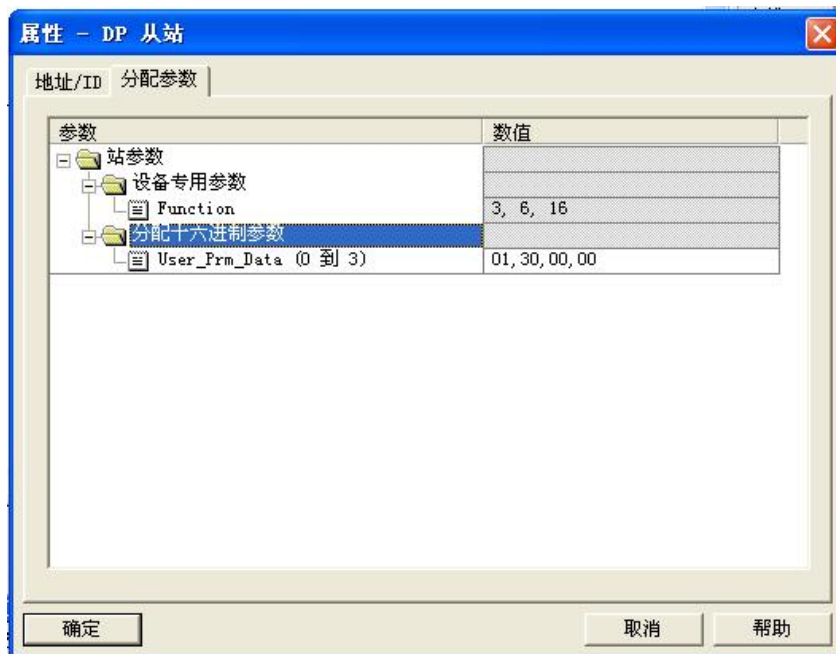 属性 - DP 从站
地址/ID 分配参数
参数 数值
站参数
设备专用参数
Function 3, 6, 16
分配十六进制参数
User_Prm_Data (0 到 3) 01,30,00,00
确定 取消 帮助